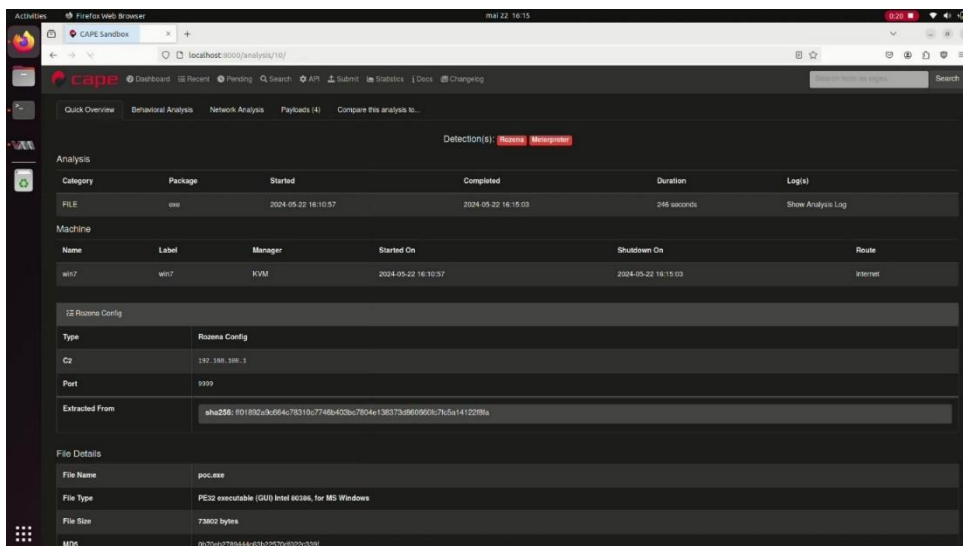 Activities Firefox Web Browser mai 22 16:15 0:20
CAPE Sandbox × +
localhost:8000/analysis/10/
cape Dashboard Recent Pending Search API Submit Statistics Docs Changelog Search
Quick Overview Behavioral Analysis Network Analysis Payloads (4) Compare this analysis to...
Detection(s): Rozena Meterpreter
Analysis
Category Package Started Completed Duration Log(s)
FILE exe 2024-05-22 16:10:57 2024-05-22 16:15:03 246 seconds Show Analysis Log
Machine
Name Label Manager Started On Shutdown On Route
win7 win7 KVM 2024-05-22 16:10:57 2024-05-22 16:15:03 Internet
Rozena Config
Type Rozena Config
C2
Port 9999
Extracted From sha256:
File Details
File Name poc.exe
File Type PE32 executable (GUI) Intel 80386, for MS Windows
File Size 73802 bytes
MD5